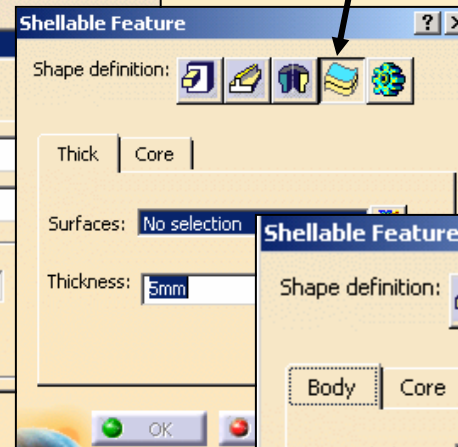 Shellable Feature
Shape definition:
Thick Core
Surfaces: No selection
Thickness: 5mm
OK
Shellable Feature
Shape definition:
Body Core